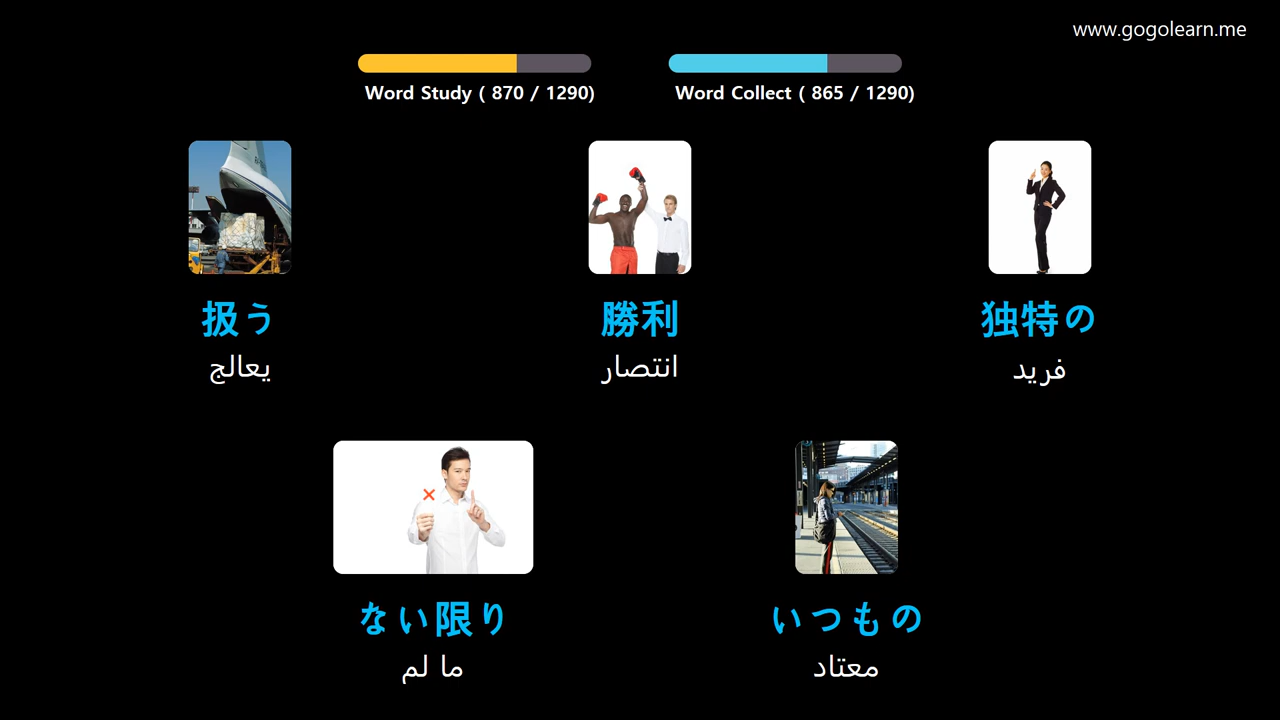 www.gogolearn.me
Word Study ( 870 / 1290)
Word Collect ( 865 / 1290)
扱う
يعالج
勝利
انتصار
独特の
فريد
ない限り
ما لم
いつもの
معتاد